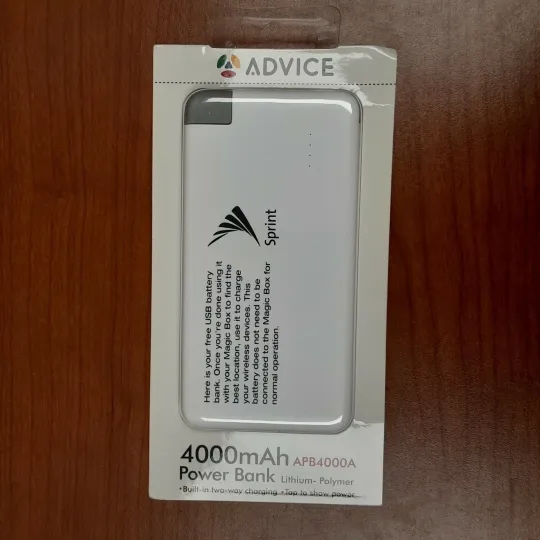 ADVICE
Sprint
Here is your free USB battery
bank. Once you're done using it
with your Magic Box to find the
best location, use it to charge
your wireless devices. This
battery does not need to be
connected to the Magic Box for
normal operation.
4000mAh APB4000A
Power Bank Lithium- Polymer
•Built-in two-way charging •Tap to show power